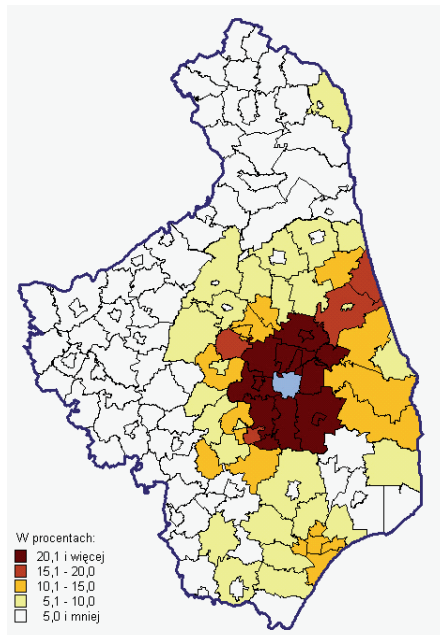 W procentach:
20,1 i więcej
15,1 - 20,0
10,1 - 15,0
5,1 - 10,0
5,0 i mniej